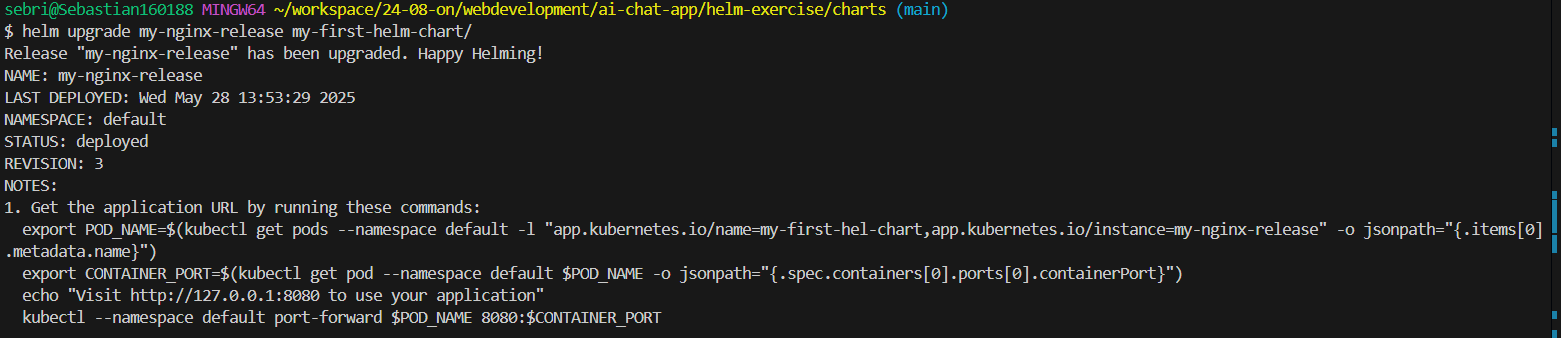 sebri@Sebastian160188 MINGW64 ~/workspace/24-08-on/webdevelopment/ai-chat-app/helm-exercise/charts (main)
$ helm upgrade my-nginx-release my-first-helm-chart/
Release "my-nginx-release" has been upgraded. Happy Helming!
NAME: my-nginx-release
LAST DEPLOYED: Wed May 28 13:53:29 2025
NAMESPACE: default
STATUS: deployed
REVISION: 3
NOTES:
1. Get the application URL by running these commands:
  export POD_NAME=$(kubectl get pods --namespace default -l "app.kubernetes.io/name=my-first-hel-chart,app.kubernetes.io/instance=my-nginx-release" -o jsonpath="{.items[0]
.metadata.name}")
  export CONTAINER_PORT=$(kubectl get pod --namespace default $POD_NAME -o jsonpath="{.spec.containers[0].ports[0].containerPort}")
  echo "Visit http://127.0.0.1:8080 to use your application"
  kubectl --namespace default port-forward $POD_NAME 8080:$CONTAINER_PORT